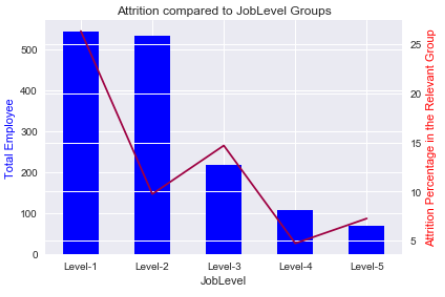 Attrition compared to JobLevel Groups
Total Employee
500
400
300
200
100
0
25
20
15
10
5
Attrition Percentage in the Relevant Group
Level-1 Level-2 Level-3 Level-4 Level-5
JobLevel